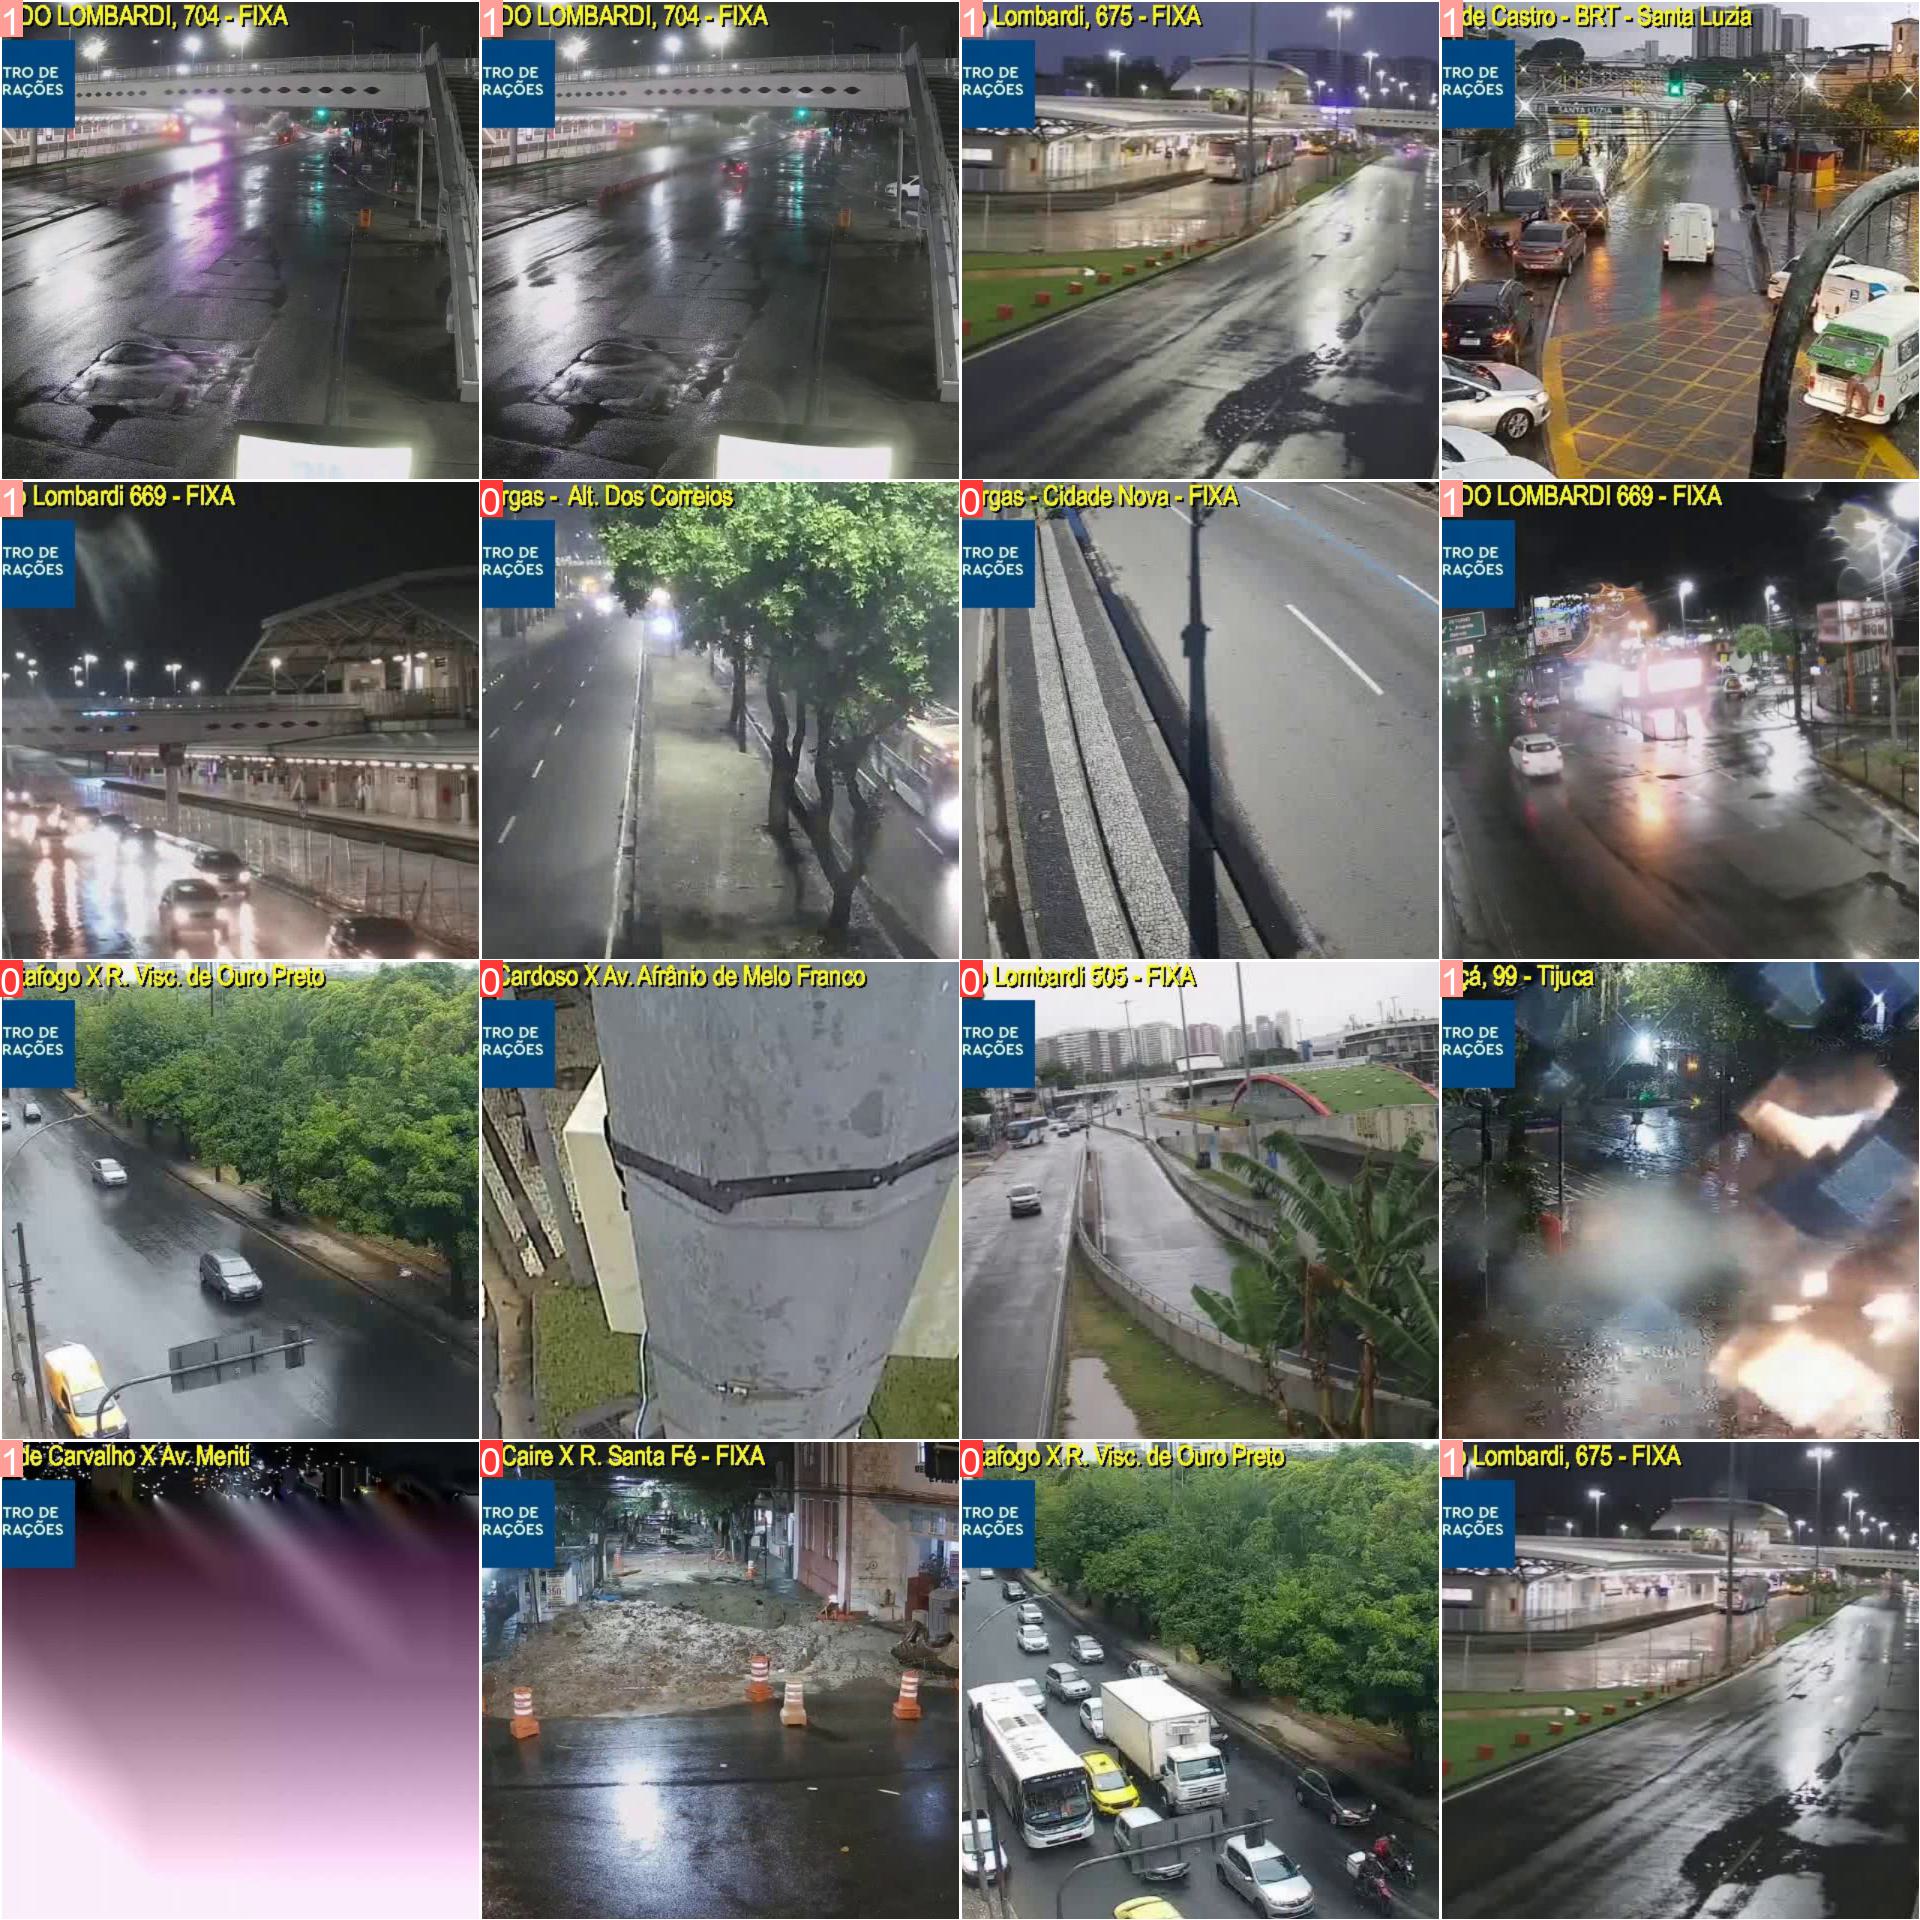 1 DO LOMBARDI, 704 - FIXA
TRO DE
RAÇÕES
1 DO LOMBARDI, 704 - FIXA
TRO DE
RAÇÕES
1 o Lombardi, 675 - FIXA
TRO DE
RAÇÕES
1 de Castro - BRT - Santa Luzia
TRO DE
RAÇÕES
SANTA LUZIA
1 o Lombardi 669 - FIXA
TRO DE
RAÇÕES
0 rgas - Alt. Dos Correios
TRO DE
RAÇÕES
0 rgas - Cidade Nova - FIXA
TRO DE
RAÇÕES
1 DO LOMBARDI 669 - FIXA
TRO DE
RAÇÕES
0 tafogo X R. Visc. de Ouro Preto
TRO DE
RAÇÕES
0 Cardoso X Av. Afrânio de Melo Franco
TRO DE
RAÇÕES
0 o Lombardi 505 - FIXA
TRO DE
RAÇÕES
1 çá, 99 - Tijuca
TRO DE
RAÇÕES
1 de Carvalho X Av. Meriti
TRO DE
RAÇÕES
0 Caire X R. Santa Fé - FIXA
TRO DE
RAÇÕES
0 tafogo X R. Visc. de Ouro Preto
TRO DE
RAÇÕES
1 o Lombardi, 675 - FIXA
TRO DE
RAÇÕES